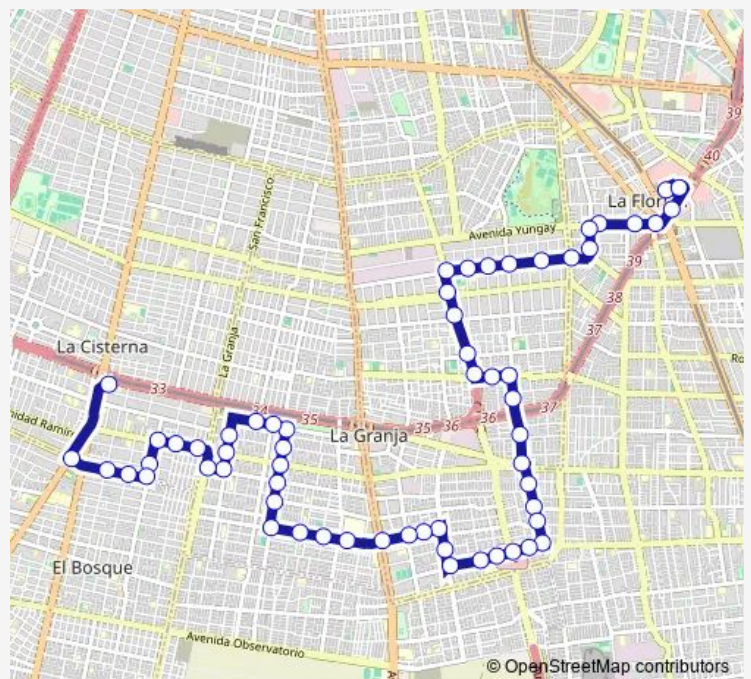 39
40
San Francisco
La Flor
Avenida Yungay
39
38
37
La Granja
La Cisterna
33
34
35
La Granja
35
36
36
37
El Bosque
Avenida Observatorio
© OpenStreetMap contributors